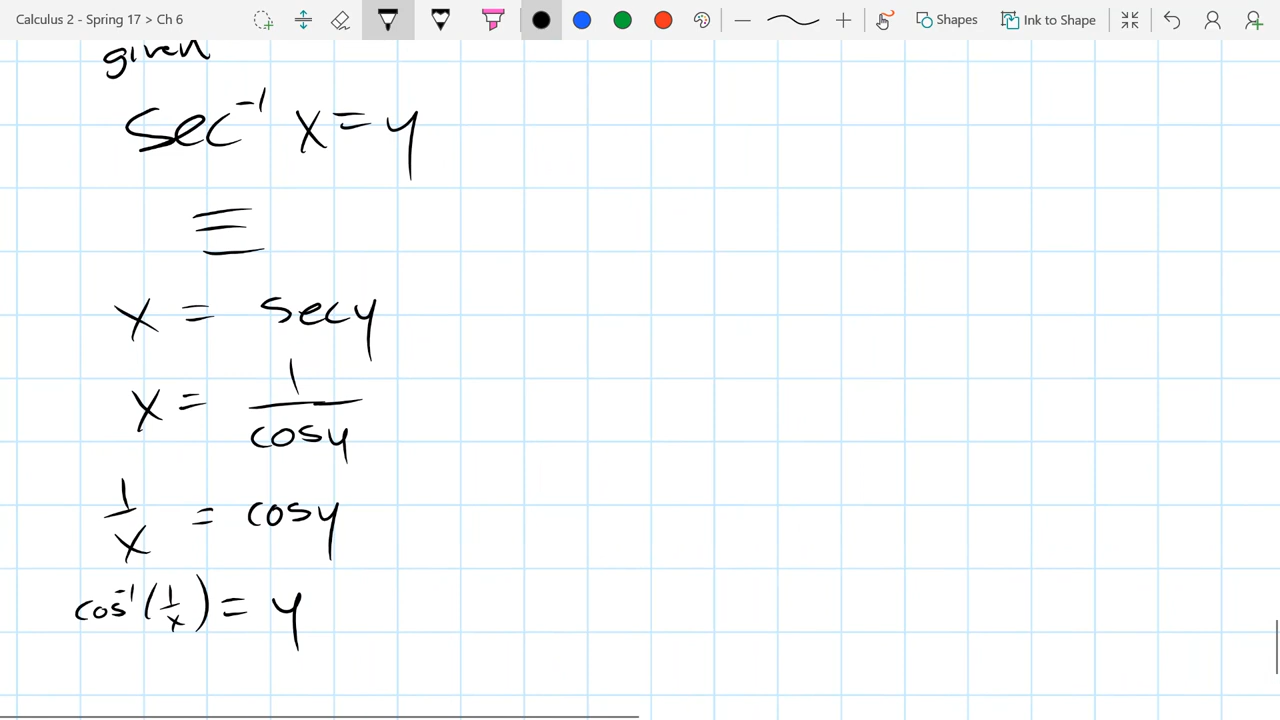 Calculus 2 - Spring 17 > Ch 6 Shapes Ink to Shape
given
sec⁻¹ x = y
≡
x = sec y
x = 1/cos y
1/x = cos y
cos⁻¹(1/x) = y